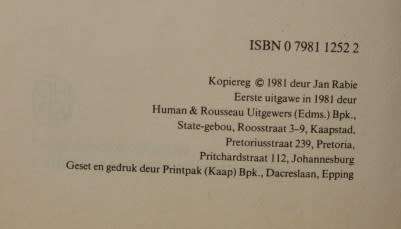 ISBN 0 7981 1252 2
Kopiereg © 1981 deur Jan Rabie
Eerste uitgawe in 1981 deur
Human & Rousseau Uitgewers (Edms.) Bpk.,
State-gebou, Roosstraat 3–9, Kaapstad,
Pretoriusstraat 239, Pretoria,
Pritchardstraat 112, Johannesburg
Geset en gedruk deur Printpak (Kaap) Bpk., Dacreslaan, Epping